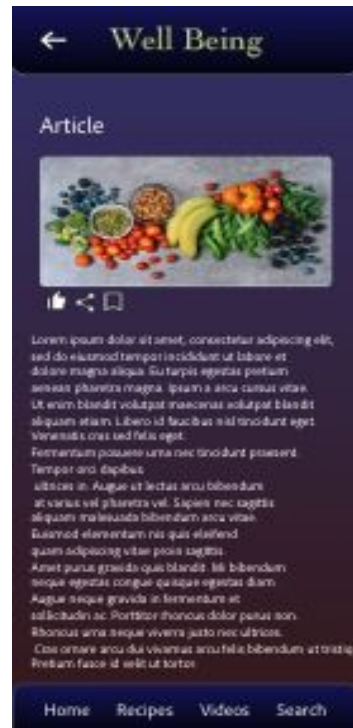 Well Being
Article
Lorem ipsum dolor sit amet, consectetur adipiscing elit,
sed do eiusmod tempor incididunt ut labore et
dolore magna aliqua. Eu turpis egestas pretium
aenean pharetra magna. Ipsum a arcu cursus vitae.
Ut enim blandit volutpat maecenas volutpat blandit
aliquam etiam. Libero id faucibus nisl tincidunt eget.
Venenatis cras sed felis eget.
Fermentum posuere urna nec tincidunt praesent.
Tempor orci dapibus
ultrices in. Augue ut lectus arcu bibendum
at varius vel pharetra vel. Sapien nec sagittis
aliquam malesuada bibendum arcu vitae.
Euismod elementum nisi quis eleifend
quam adipiscing vitae proin sagittis.
Amet purus gravida quis blandit. Mi bibendum
neque egestas congue quisque egestas diam.
Augue neque gravida in fermentum et
sollicitudin ac. Porttitor rhoncus dolor purus non.
Rhoncus urna neque viverra justo nec ultrices.
Cras ornare arcu dui vivamus arcu felis bibendum ut tristiq
Pretium fusce id velit ut tortor.
Home Recipes Videos Search